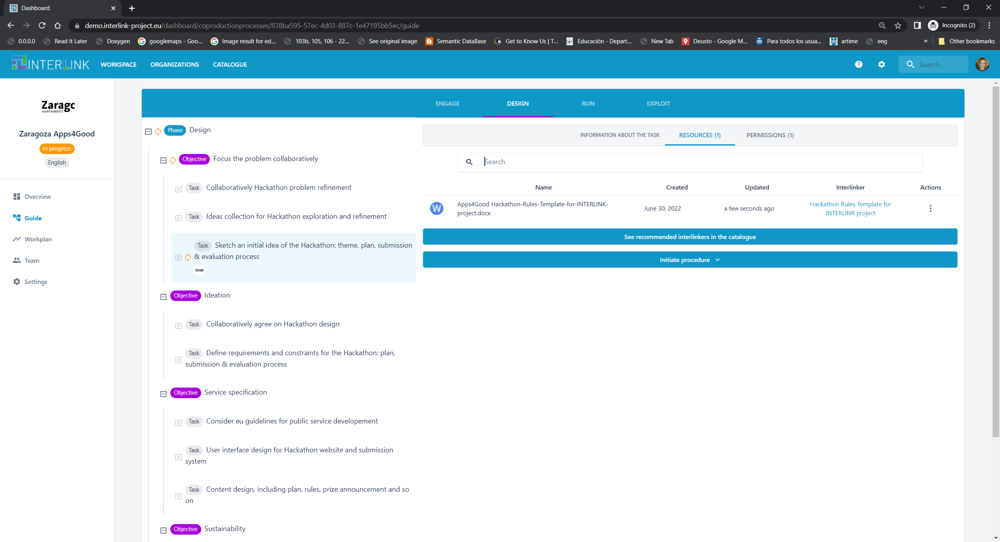 Dashboard
demo.interlink-project.eu/dashboard/coproductionprocesses/838ba595-57ec-4d03-887c-1e47195bb5ec/guide
Incognito (2)
0.0.0.0
Read It Later
Doxygen
googlemaps - Goo...
Image result for ed...
103b, 105, 106 - 22...
See original image
Semantic DataBase
Get to Know Us | T...
Educación - Depart...
New Tab
Deusto - Google M...
Para todos los usua...
artime
eng
»
Other bookmarks
INTERLINK
WORKSPACE
ORGANIZATIONS
CATALOGUE
Search
Zarago
AYUNTAMIENTO
Zaragoza Apps4Good
In progress
English
Overview
Guide
Workplan
Team
Settings
ENGAGE
DESIGN
RUN
EXPLOIT
Phase Design
Objective Focus the problem collaboratively
Task Collaboratively Hackathon problem refinement
Task Ideas collection for Hackathon exploration and refinement
Task Sketch an initial idea of the Hackathon: theme, plan, submission
& evaluation process
Zarago
Objective Ideation
Task Collaboratively agree on Hackathon design
Task Define requirements and constraints for the Hackathon: plan,
submission & evaluation process
Objective Service specification
Task Consider eu guidelines for public service developement
Task User interface design for Hackathon website and submission
system
Task Content design, including plan, rules, prize announcement and so
on
Objective Sustainability
INFORMATION ABOUT THE TASK
RESOURCES (1)
PERMISSIONS (1)
Search
Name
Created
Updated
Interlinker
Actions
W
Apps4Good Hackathon-Rules-Template-for-INTERLINK-
project.docx
June 30, 2022
a few seconds ago
Hackathon Rules Template for
INTERLINK project
See recommended interlinkers in the catalogue
Initiate procedure